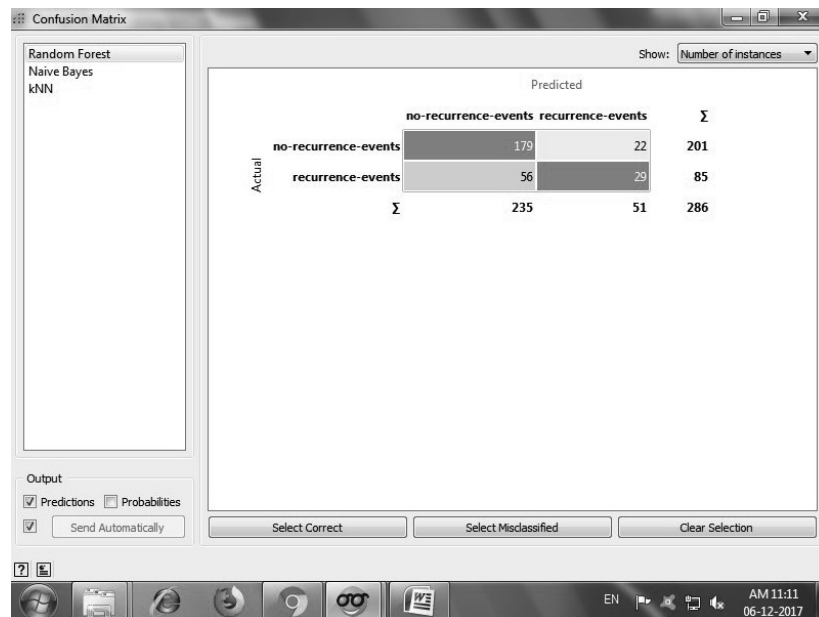 Confusion Matrix
Random Forest
Naive Bayes
kNN
Show: Number of instances
Predicted
no-recurrence-events recurrence-events Σ
Actual
no-recurrence-events 179 22 201
recurrence-events 56 29 85
Σ 235 51 286
Output
Predictions Probabilities
Send Automatically
Select Correct Select Misclassified Clear Selection
?
EN AM 11:11
06-12-2017